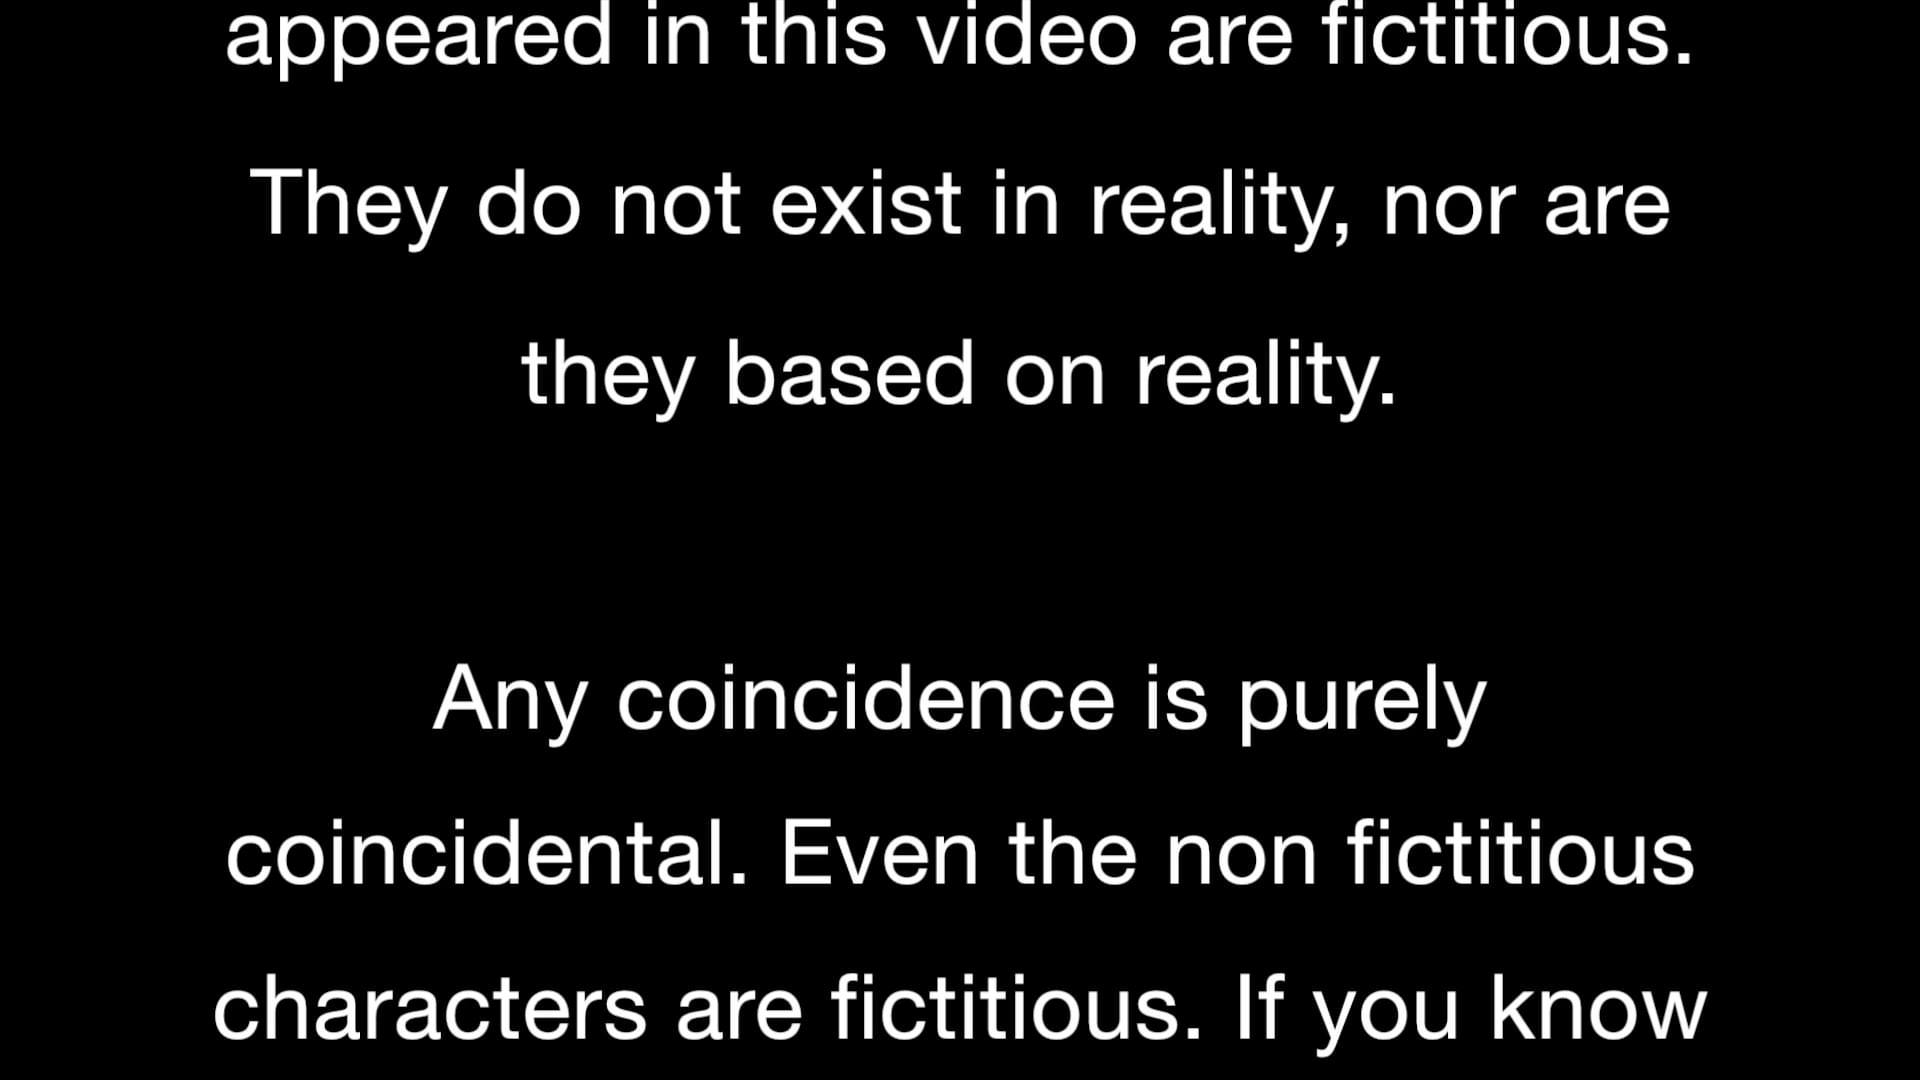 appeared in this video are fictitious.
They do not exist in reality, nor are
they based on reality.
Any coincidence is purely
coincidental. Even the non fictitious
characters are fictitious. If you know